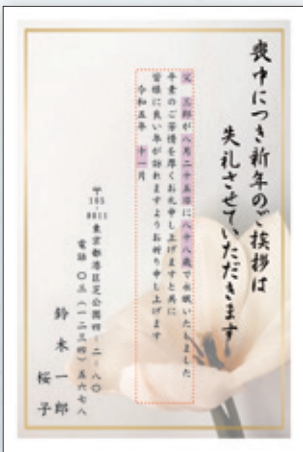 喪中につき新年のご挨拶は
失礼させていただきます
父 三郎が八月二十五日に八十八歳で永眠いたしました
平素のご芳情を厚くお礼申し上げますと共に
皆様に良い年が訪れますようお祈り申し上げます
令和五年 十一月
〒105-0011
東京都港区芝公園四-二-八〇
電話 〇三(一二三四)五六七八
鈴木一郎
桜子